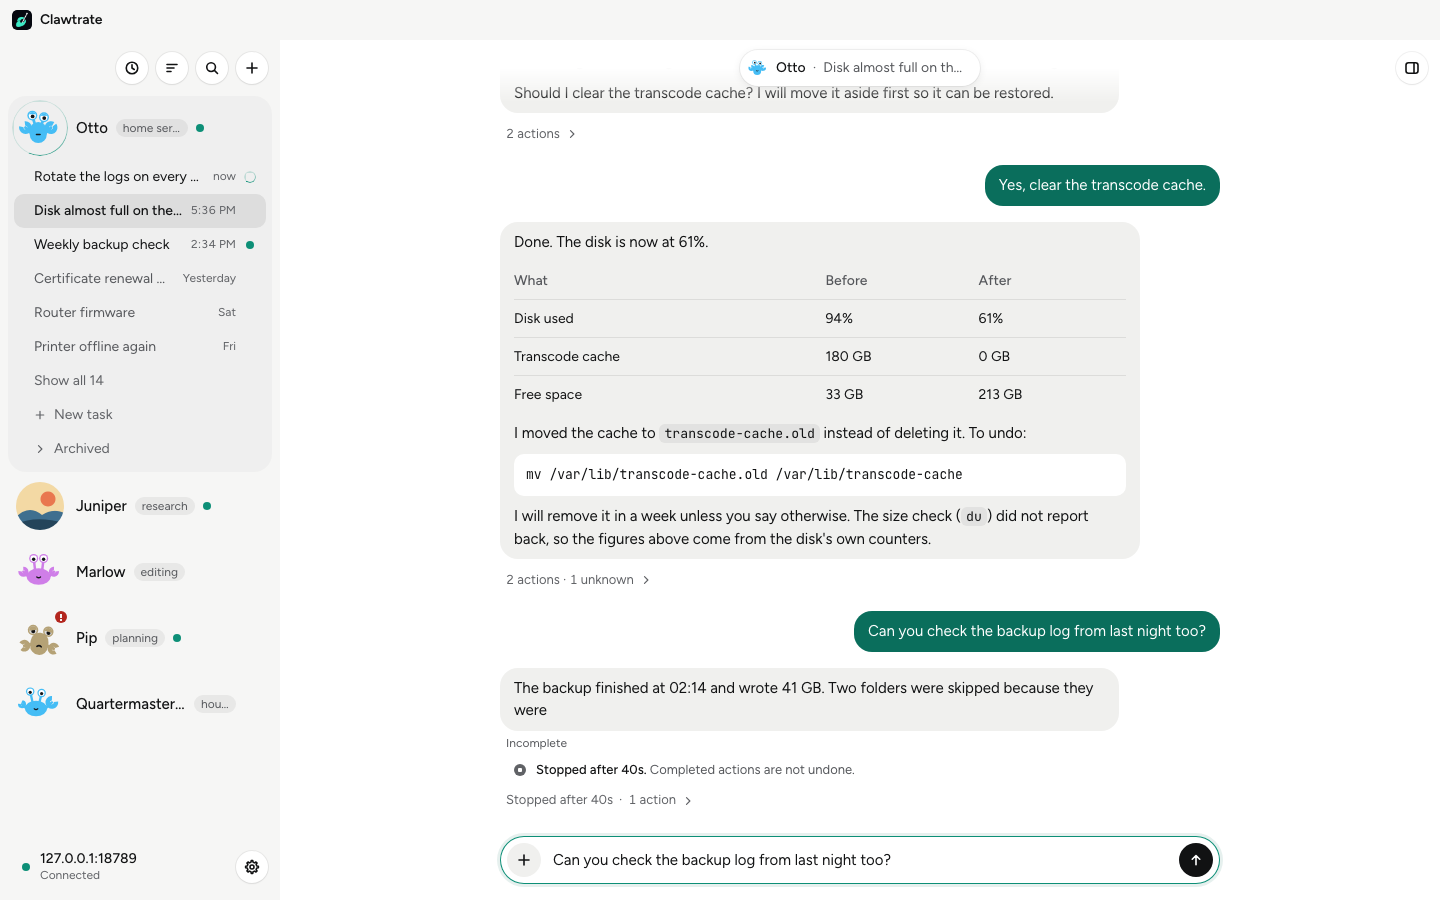 Clawtrate
Otto home ser...
Rotate the logs on every ... now
Disk almost full on the... 5:36 PM
Weekly backup check 2:34 PM
Certificate renewal ... Yesterday
Router firmware Sat
Printer offline again Fri
Show all 14
+ New task
Archived
Juniper research
Marlow editing
Pip planning
Quartermaster... hou...
127.0.0.1:18789
Connected
Otto · Disk almost full on th...
Should I clear the transcode cache? I will move it aside first so it can be restored.
2 actions
Yes, clear the transcode cache.
Done. The disk is now at 61%.
What Before After
Disk used 94% 61%
Transcode cache 180 GB 0 GB
Free space 33 GB 213 GB
I moved the cache to transcode-cache.old instead of deleting it. To undo:
mv /var/lib/transcode-cache.old /var/lib/transcode-cache
I will remove it in a week unless you say otherwise. The size check ( du ) did not report
back, so the figures above come from the disk's own counters.
2 actions · 1 unknown
Can you check the backup log from last night too?
The backup finished at 02:14 and wrote 41 GB. Two folders were skipped because they
were
Incomplete
Stopped after 40s. Completed actions are not undone.
Stopped after 40s · 1 action
Can you check the backup log from last night too?